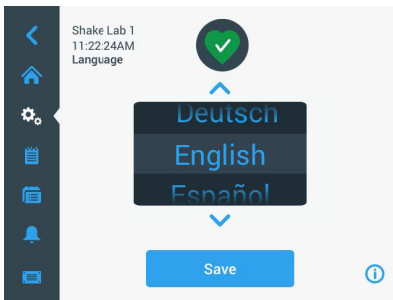 Shake Lab 1
11:22:24AM
Language
Deutsch
English
Español
Save